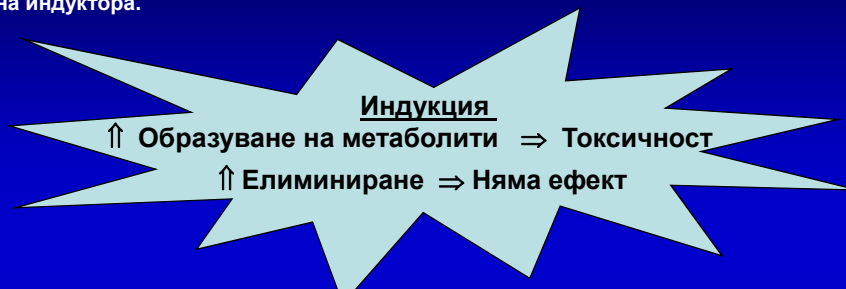 на индуктора.
Индукция
⇑ Образуване на метаболити ⇒ Токсичност
⇑ Елиминиране ⇒ Няма ефект